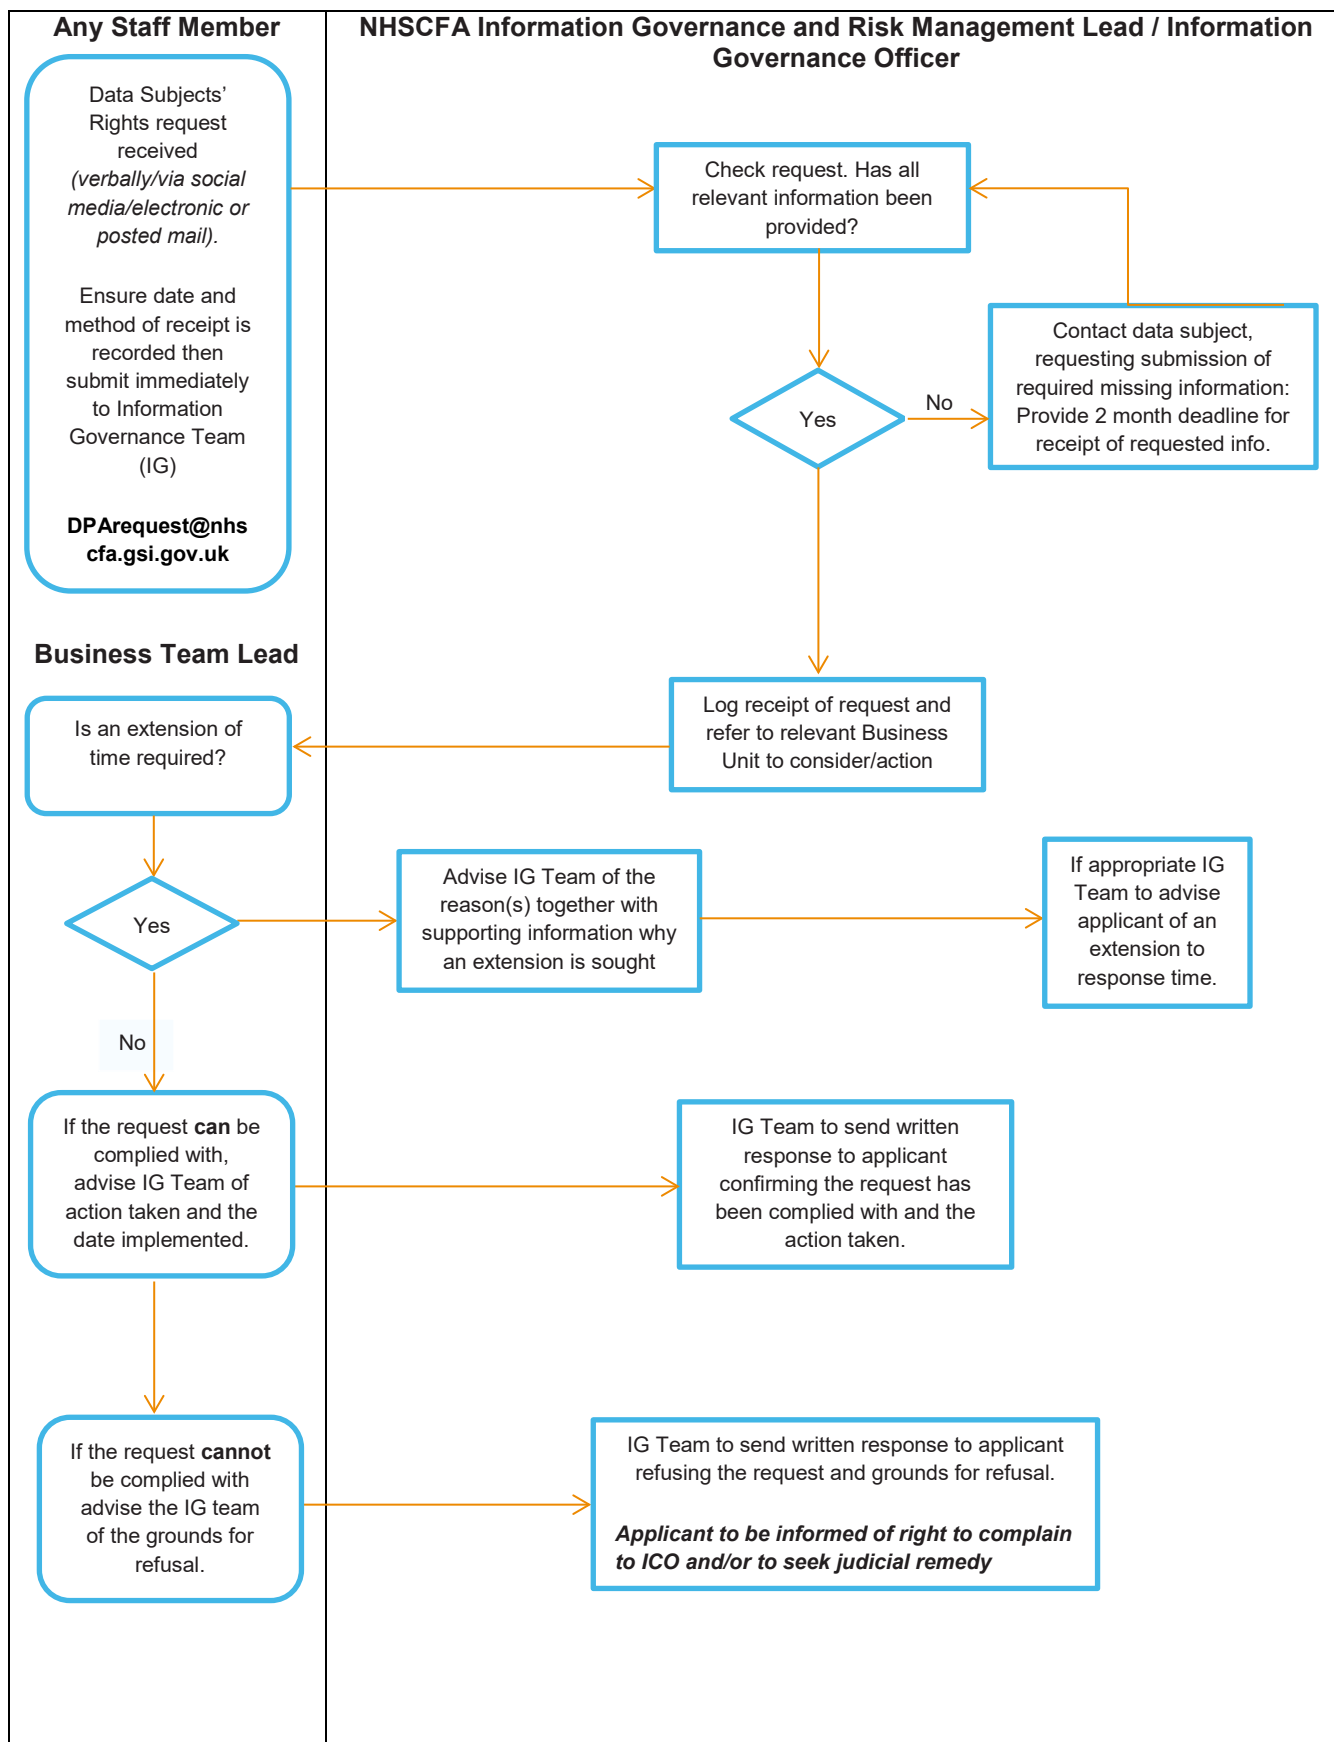 Any Staff Member
NHSCFA Information Governance and Risk Management Lead / Information
Governance Officer
Data Subjects’
Rights request
received
(verbally/via social
media/electronic or
posted mail).
Ensure date and
method of receipt is
recorded then
submit immediately
to Information
Governance Team
(IG)
DPArequest@nhs
cfa.gsi.gov.uk
Check request. Has all
relevant information been
provided?
Contact data subject,
requesting submission of
required missing information:
Provide 2 month deadline for
receipt of requested info.
Yes
No
Log receipt of request and
refer to relevant Business
Unit to consider/action
Business Team Lead
Is an extension of
time required?
Yes
Advise IG Team of the
reason(s) together with
supporting information why
an extension is sought
If appropriate IG
Team to advise
applicant of an
extension to
response time.
No
If the request can be
complied with,
advise IG Team of
action taken and the
date implemented.
IG Team to send written
response to applicant
confirming the request has
been complied with and the
action taken.
If the request cannot
be complied with
advise the IG team
of the grounds for
refusal.
IG Team to send written response to applicant
refusing the request and grounds for refusal.
Applicant to be informed of right to complain
to ICO and/or to seek judicial remedy